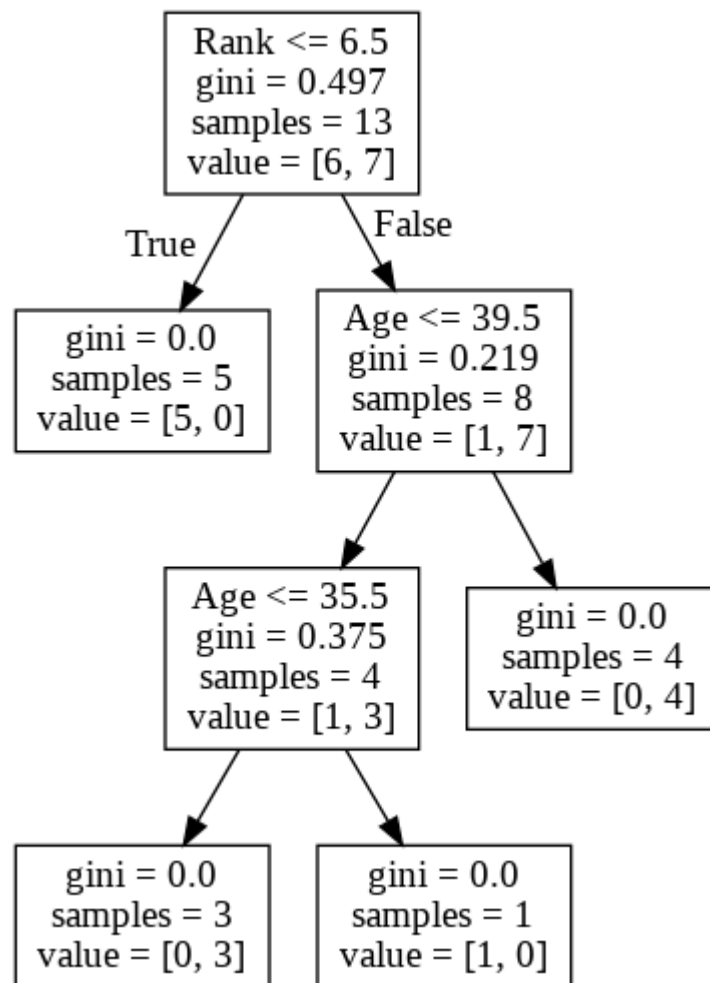 Rank <= 6.5
gini = 0.497
samples = 13
value = [6, 7]
True
False
gini = 0.0
samples = 5
value = [5, 0]
Age <= 39.5
gini = 0.219
samples = 8
value = [1, 7]
Age <= 35.5
gini = 0.375
samples = 4
value = [1, 3]
gini = 0.0
samples = 4
value = [0, 4]
gini = 0.0
samples = 3
value = [0, 3]
gini = 0.0
samples = 1
value = [1, 0]